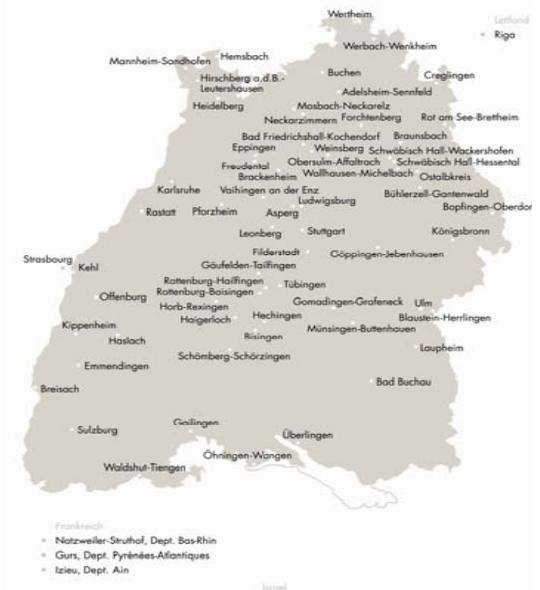 Wertheim
Lettland
Riga
Werbach-Wenkheim
Mannheim-Sandhofen
Hemsbach
Buchen
Creglingen
Hirschberg a.d.B.-
Leutershausen
Adelsheim-Sennfeld
Heidelberg
Mosbach-Neckarelz
Neckarzimmern
Forchtenberg
Rot am See-Brettheim
Bad Friedrichshall-Kochendorf
Braunsbach
Eppingen
Weinsberg
Schwäbisch Hall-Wackershofen
Freudental
Obersulm-Affaltrach
Schwäbisch Hall-Hessental
Brackenheim
Wallhausen-Michelbach
Ostalbkreis
Karlsruhe
Vaihingen an der Enz
Bühlerzell-Gantenwald
Ludwigsburg
Bopfingen-Oberdor
Rastatt
Pforzheim
Asperg
Leonberg
Stuttgart
Königsbronn
Filderstadt
Göppingen-Jebenhausen
Strasbourg
Kehl
Gäufelden-Tailfingen
Rottenburg-Hailfingen
Tübingen
Rottenburg-Baisingen
Offenburg
Gomadingen-Grafeneck
Ulm
Horb-Rexingen
Haigerloch
Hechingen
Blaustein-Herrlingen
Kippenheim
Münsingen-Buttenhausen
Bisingen
Haslach
Laupheim
Schömberg-Schörzingen
Emmendingen
Bad Buchau
Breisach
Gailingen
Sulzburg
Überlingen
Öhningen-Wangen
Waldshut-Tiengen
Frankreich
Natzweiler-Struthof, Dept. Bas-Rhin
Gurs, Dept. Pyrénées-Atlantiques
Izieu, Dept. Ain